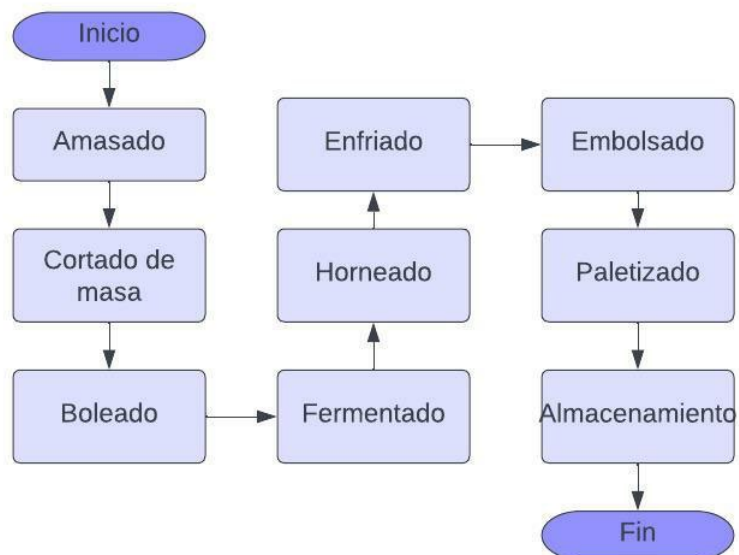 Inicio
Amasado
Cortado de
masa
Boleado
Fermentado
Horneado
Enfriado
Embolsado
Paletizado
Almacenamiento
Fin